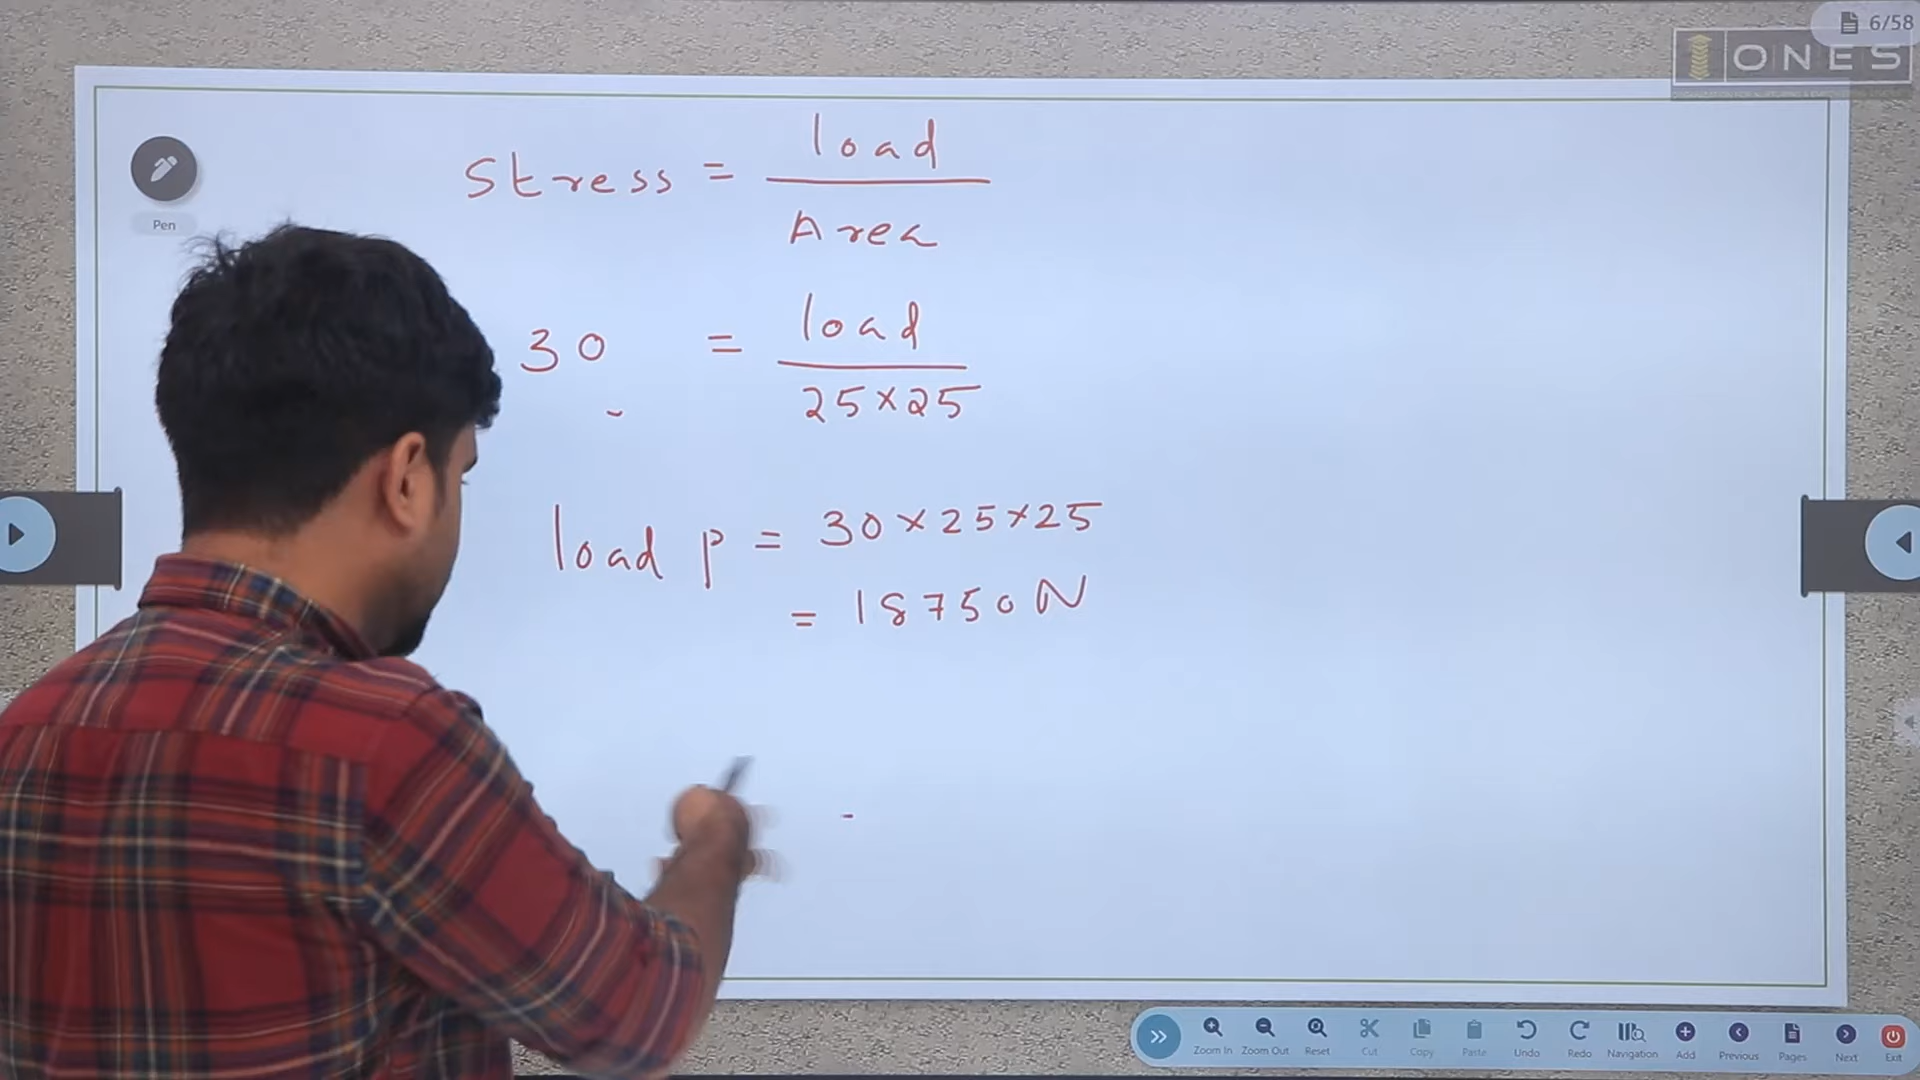 6/58
ONES
Pen
Stress = load / Area
30 = load / 25×25
load p = 30×25×25
= 18750 N
Zoom In Zoom Out Reset Cut Copy Paste Undo Redo Navigation Add Previous Pages Next Exit